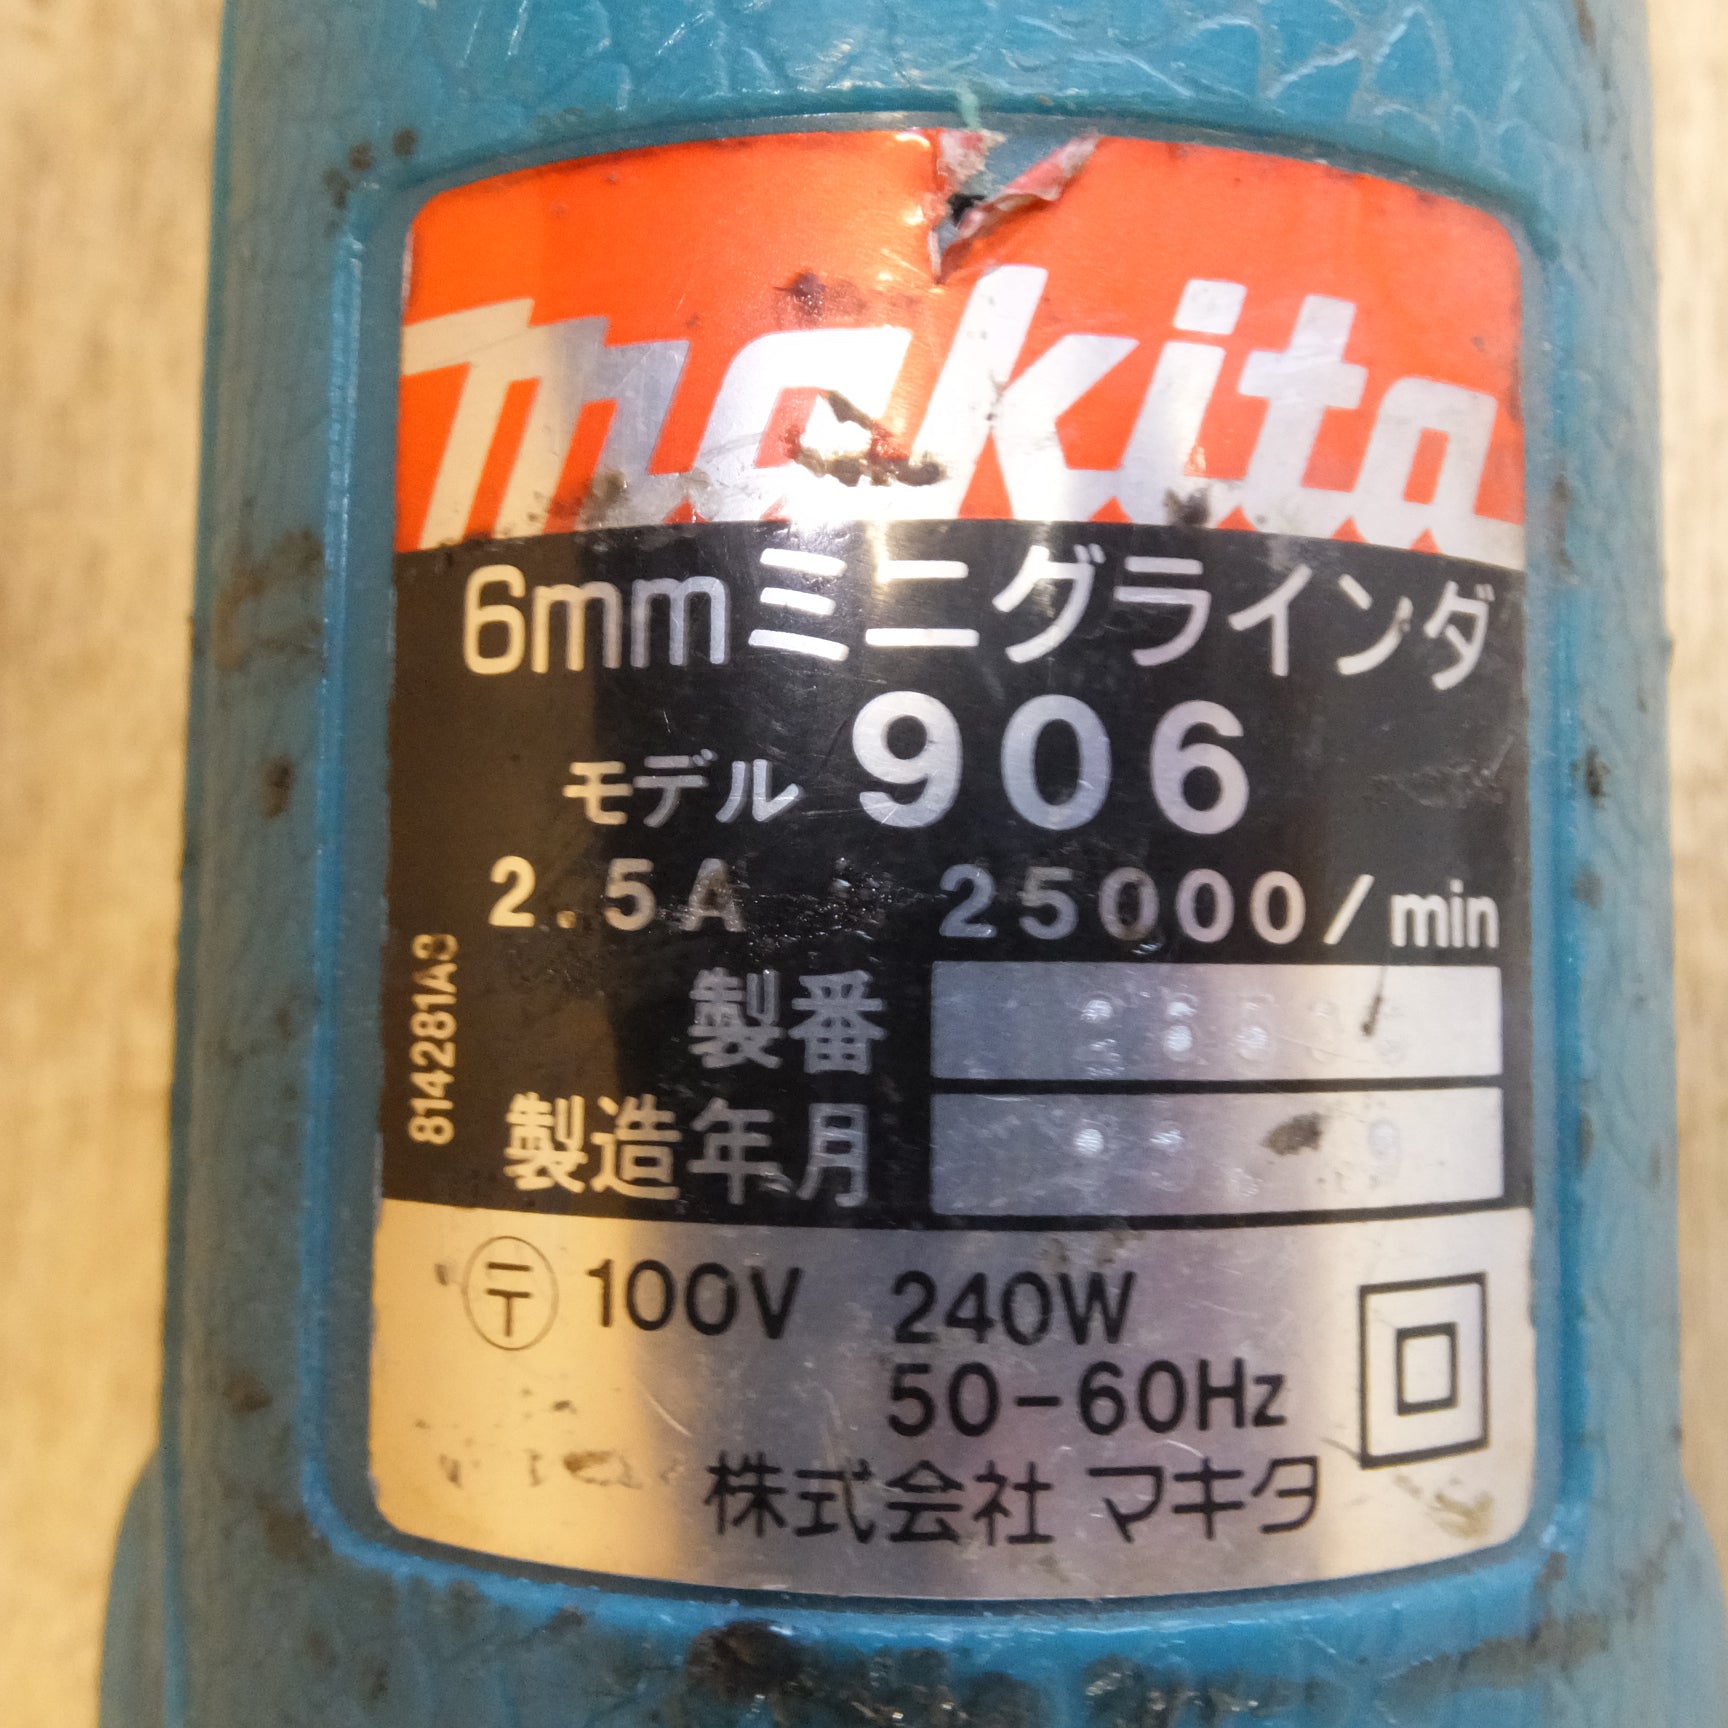 makita
6mmミニグラインダ
モデル 906
2.5A 25000/min
製番
製造年月
814281A8
〒 100V 240W
50-60Hz
株式会社 マキタ